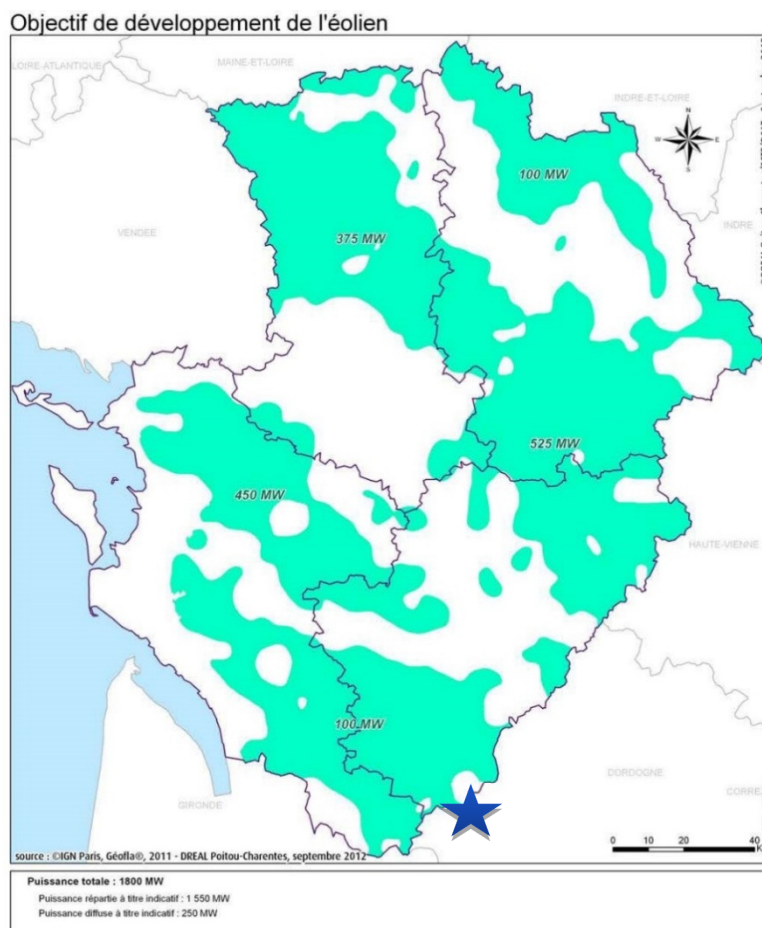 Objectif de développement de l'éolien
LOIRE-ATLANTIQUE
MAINE-ET-LOIRE
INDRE-ET-LOIRE
N
W
E
S
100 MW
INDRE
VENDEE
375 MW
525 MW
450 MW
HAUTE-VIENNE
100 MW
DORDOGNE
GIRONDE
0 10 20 40
source : ©IGN Paris, Géofla®, 2011 - DREAL Poitou-Charentes, septembre 2012
Puissance totale : 1800 MW
Puissance répartie à titre indicatif : 1 550 MW
Puissance diffuse à titre indicatif : 250 MW